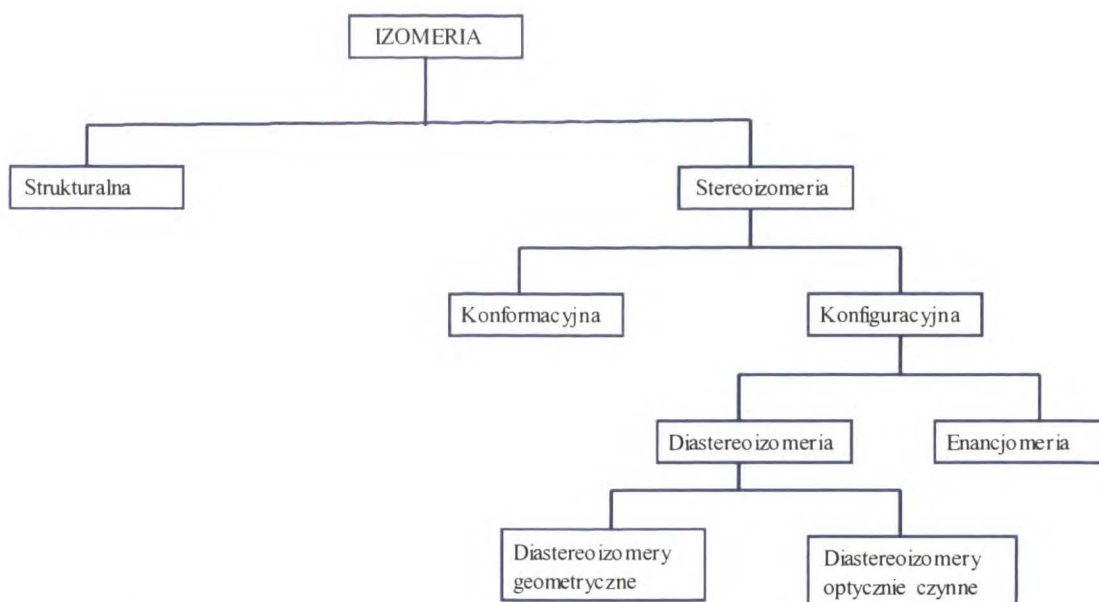 IZOMERIA
Strukturalna
Stereoizomeria
Konformacyjna
Konfiguracyjna
Diastereoizomeria
Enancjomeria
Diastereoizomery
geometryczne
Diastereoizomery
optycznie czynne